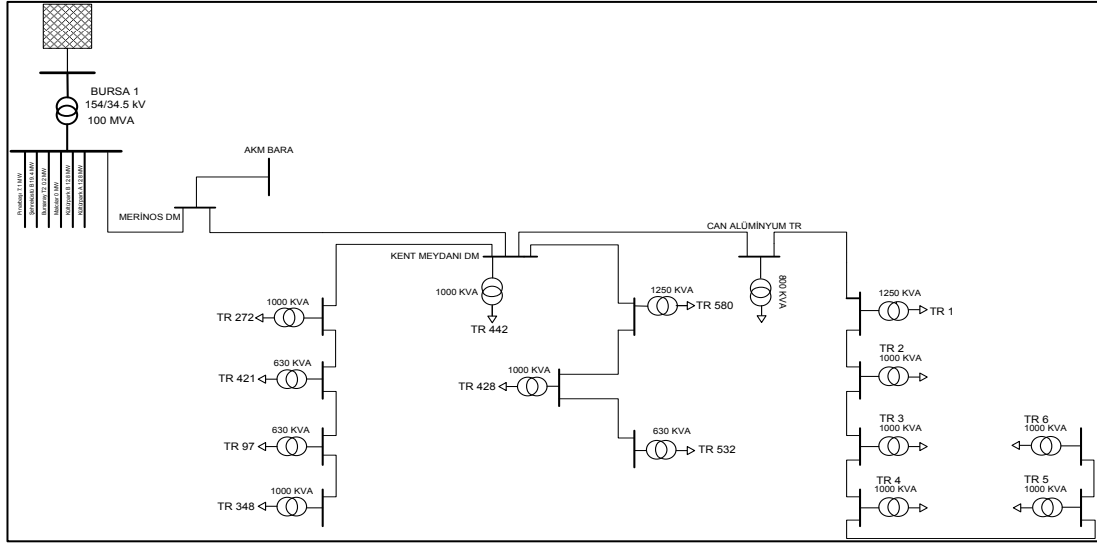 BURSA 1
154/34.5 kV
100 MVA
AKM BARA
MERİNOS DM
KENT MEYDANI DM
CAN ALÜMİNYUM TR
1000 KVA
TR 442
800 KVA
1000 KVA
TR 272
630 KVA
TR 421
630 KVA
TR 97
1000 KVA
TR 348
1250 KVA
TR 580
1000 KVA
TR 428
630 KVA
TR 532
1250 KVA
TR 1
TR 2
1000 KVA
TR 3
1000 KVA
TR 4
1000 KVA
TR 6
1000 KVA
TR 5
1000 KVA